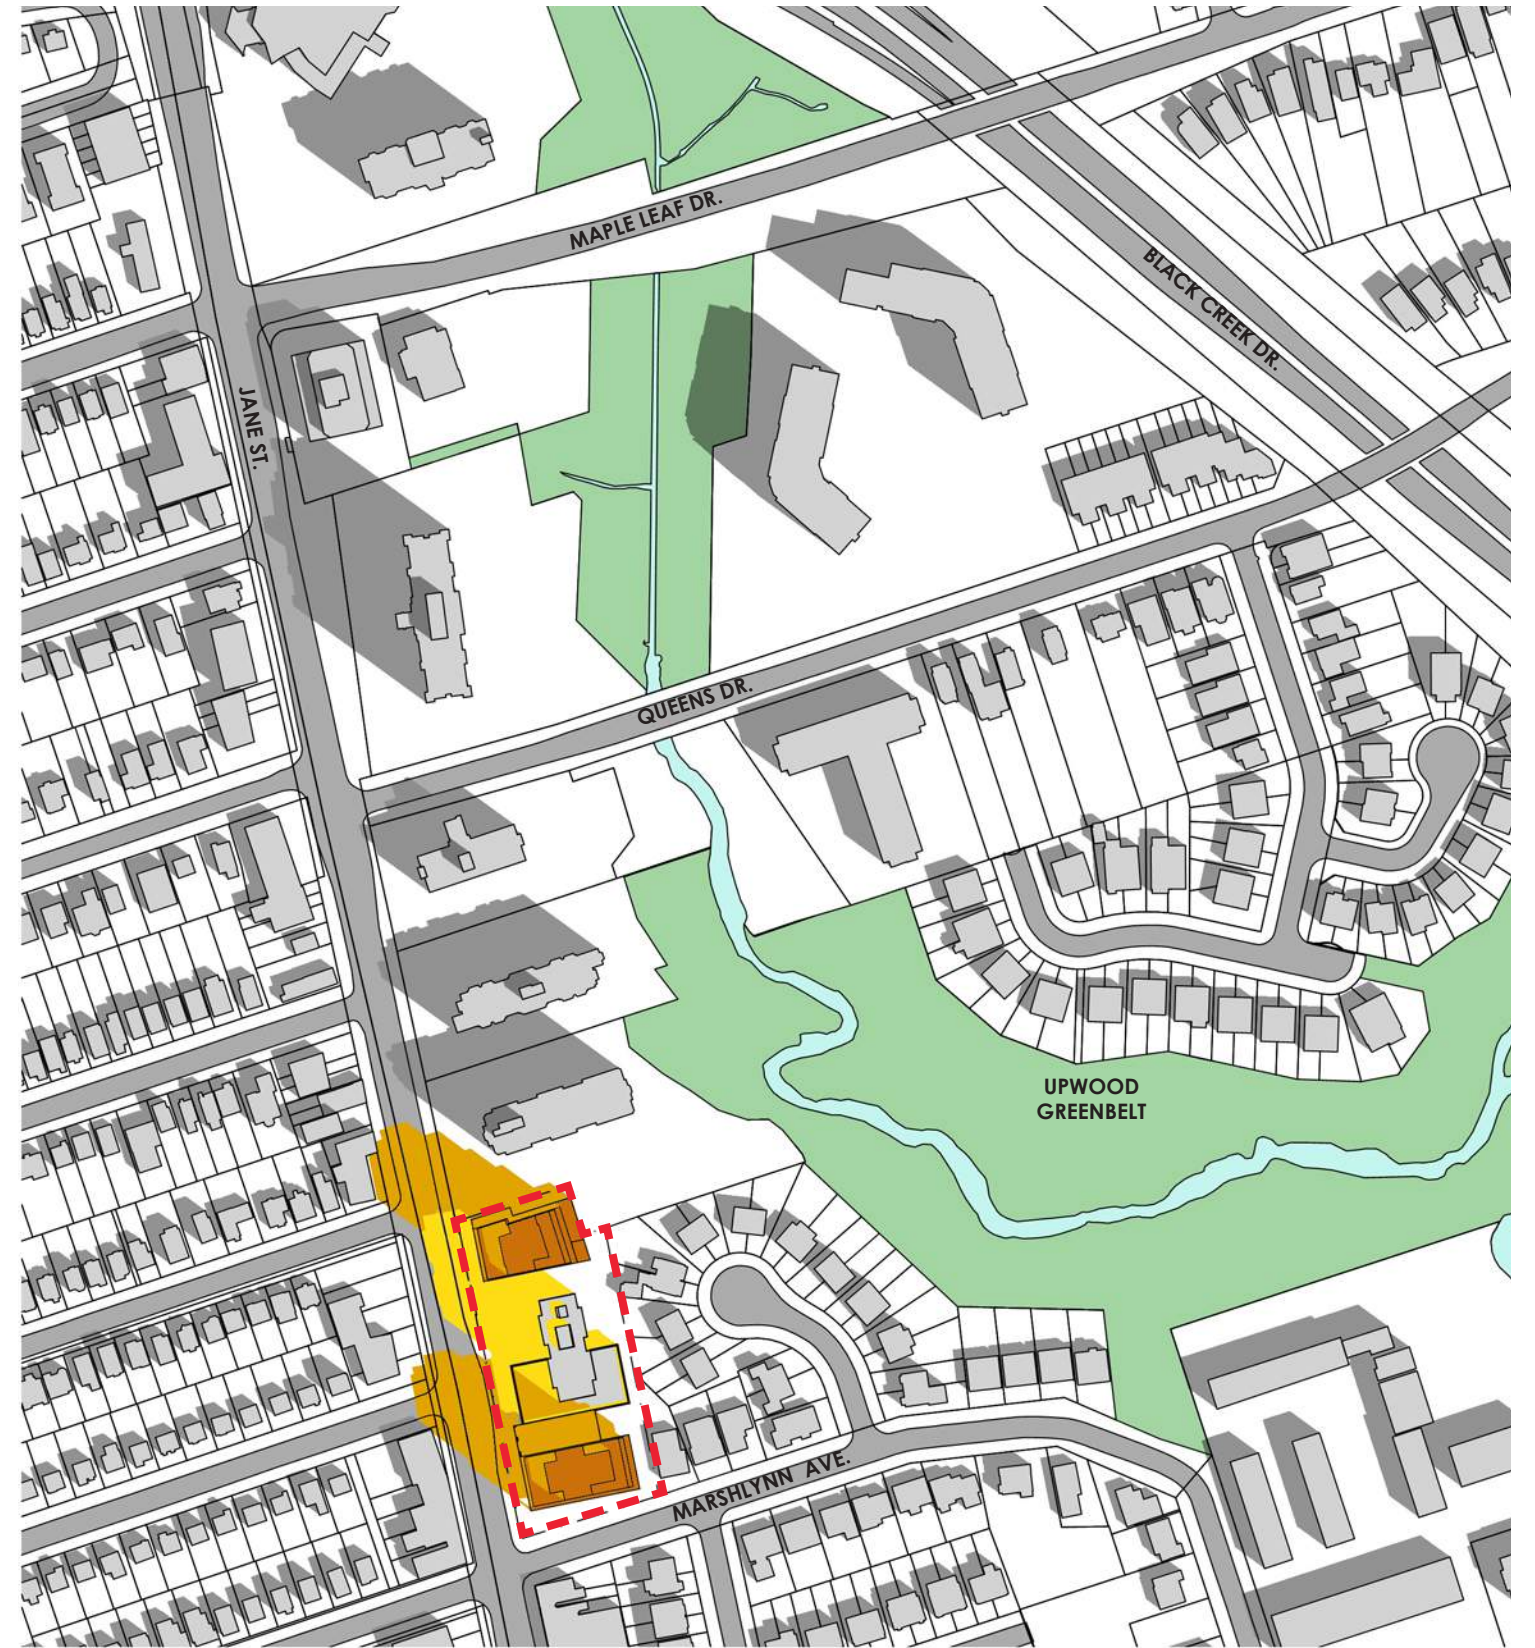 MAPLE LEAF DR.
BLACK CREEK DR.
JANE ST.
QUEENS DR.
UPWOOD
GREENBELT
MARSHLYNN AVE.